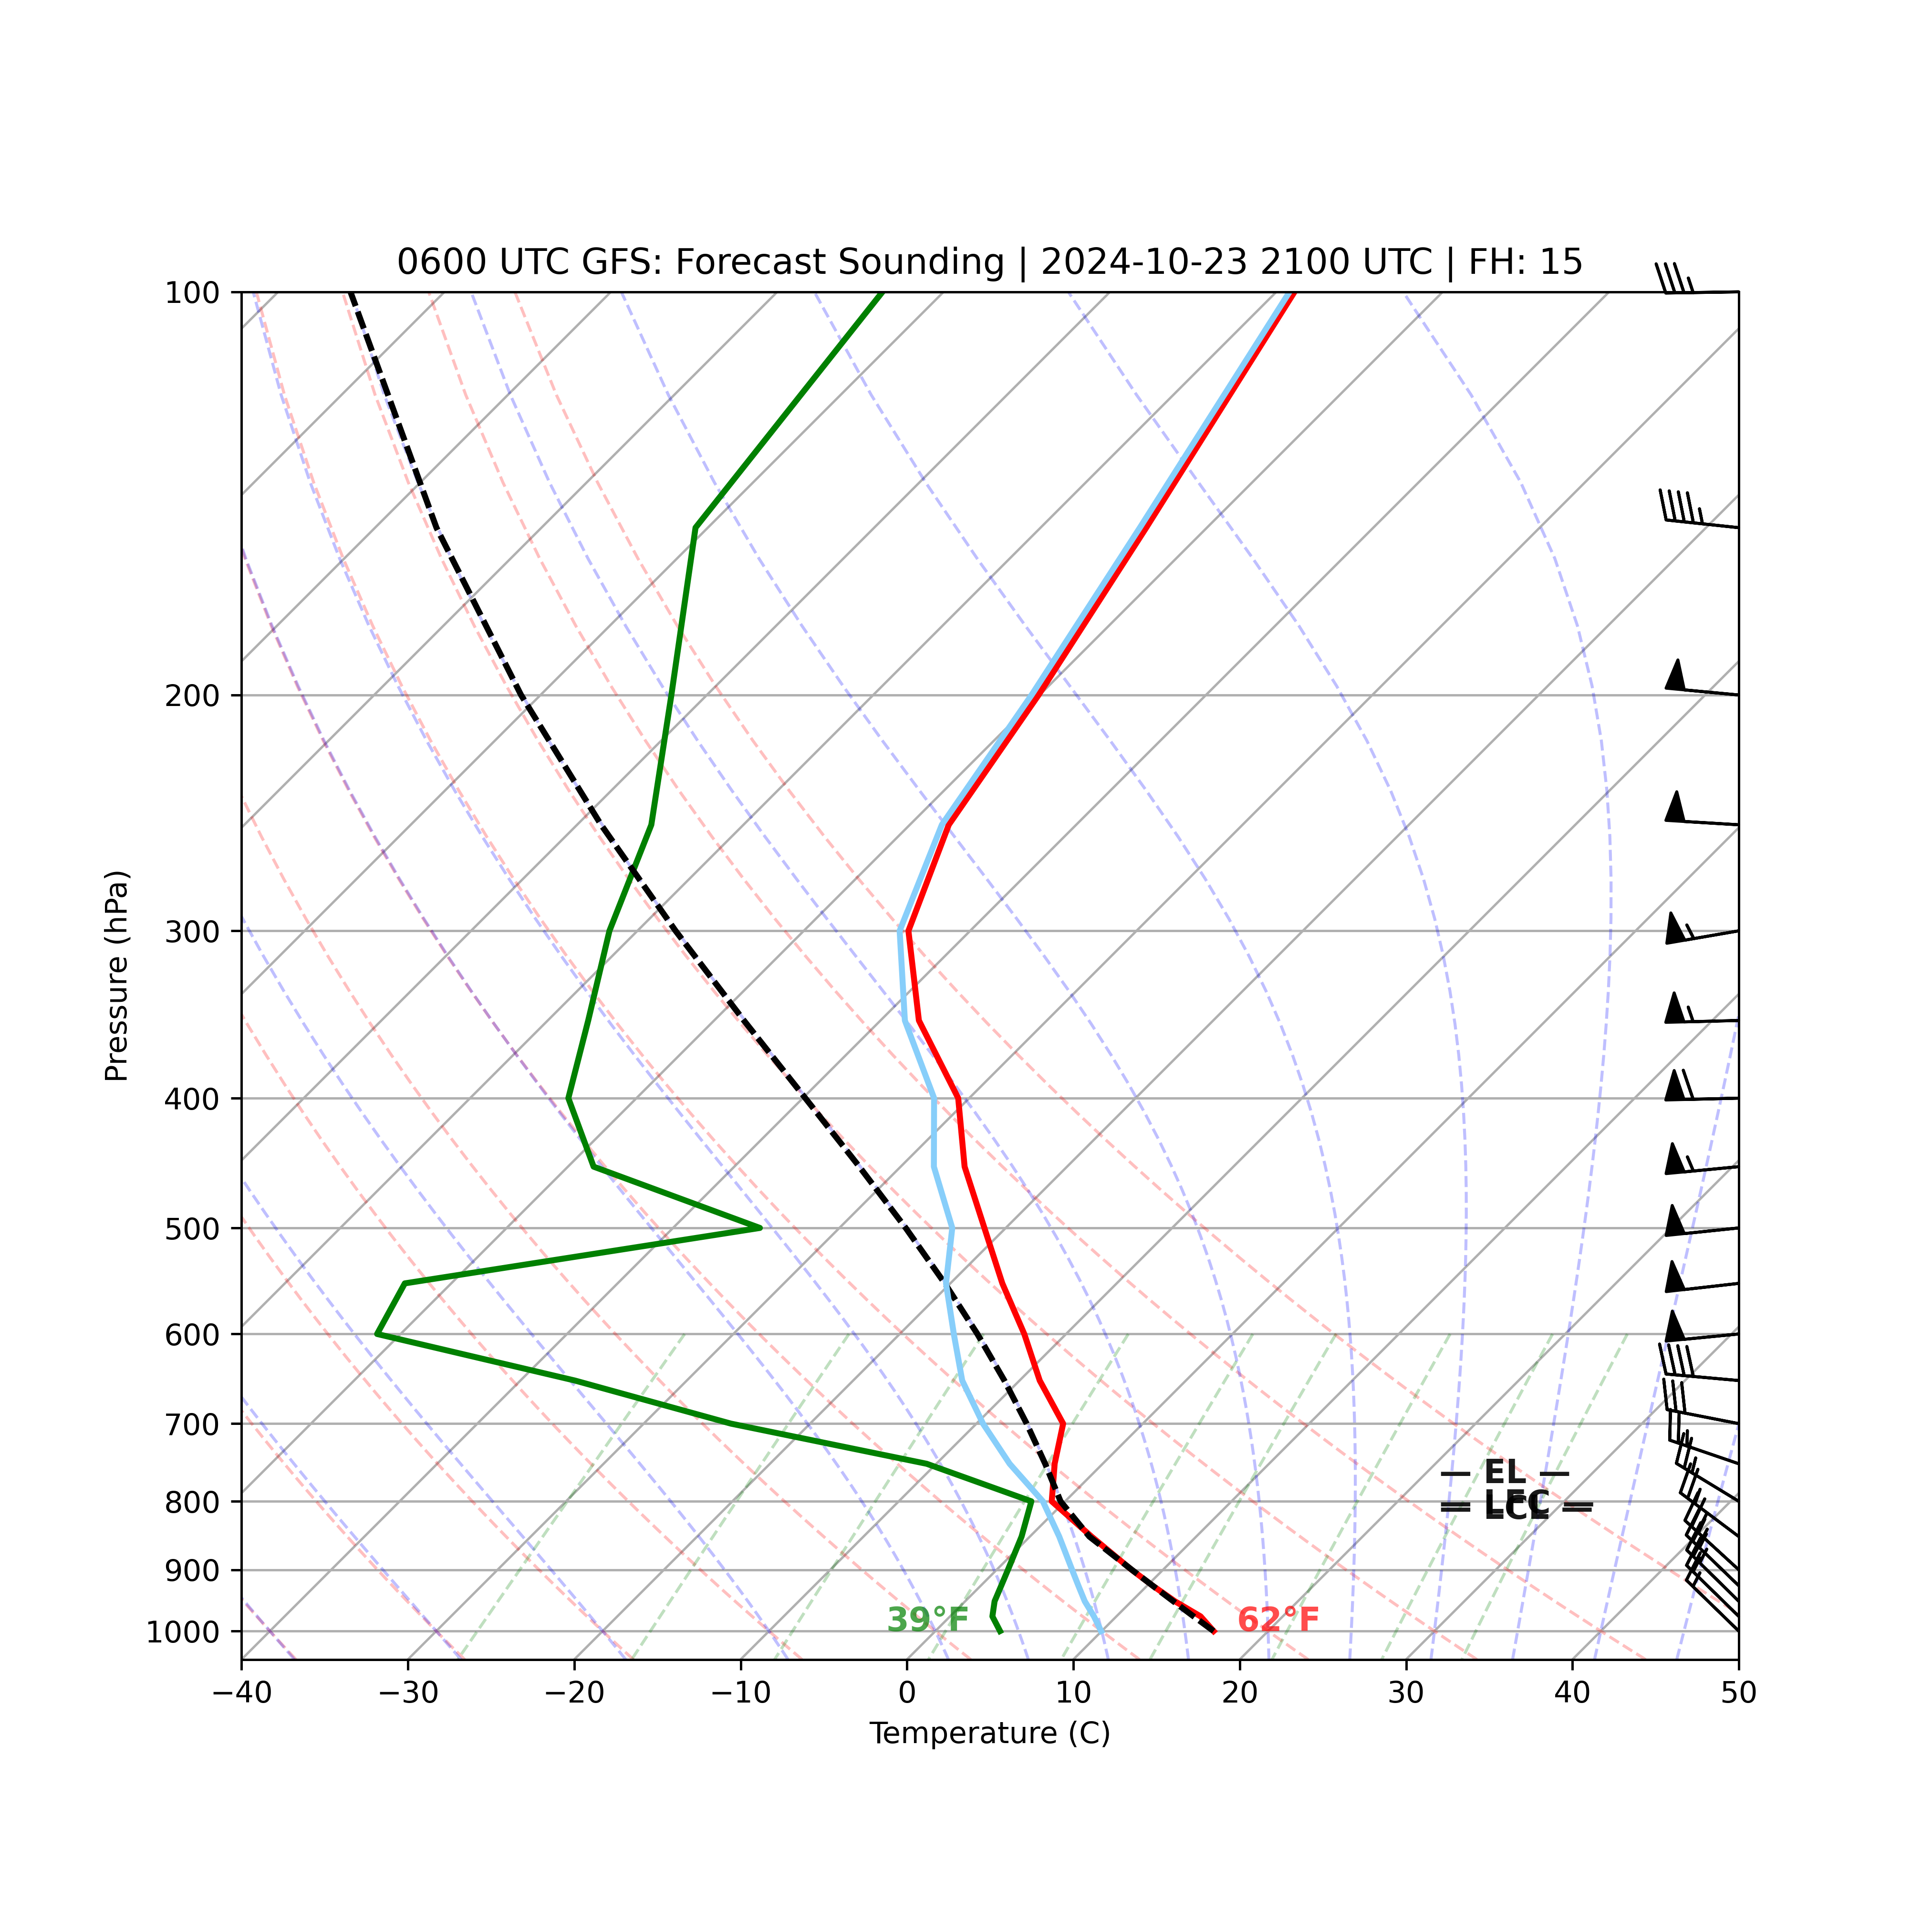 0600 UTC GFS: Forecast Sounding | 2024-10-23 2100 UTC | FH: 15
100
200
300
400
500
600
700
800
900
1000
Pressure (hPa)
— EL —
— LFC —
— LCL —
39°F
62°F
−40 −30 −20 −10 0 10 20 30 40 50
Temperature (C)